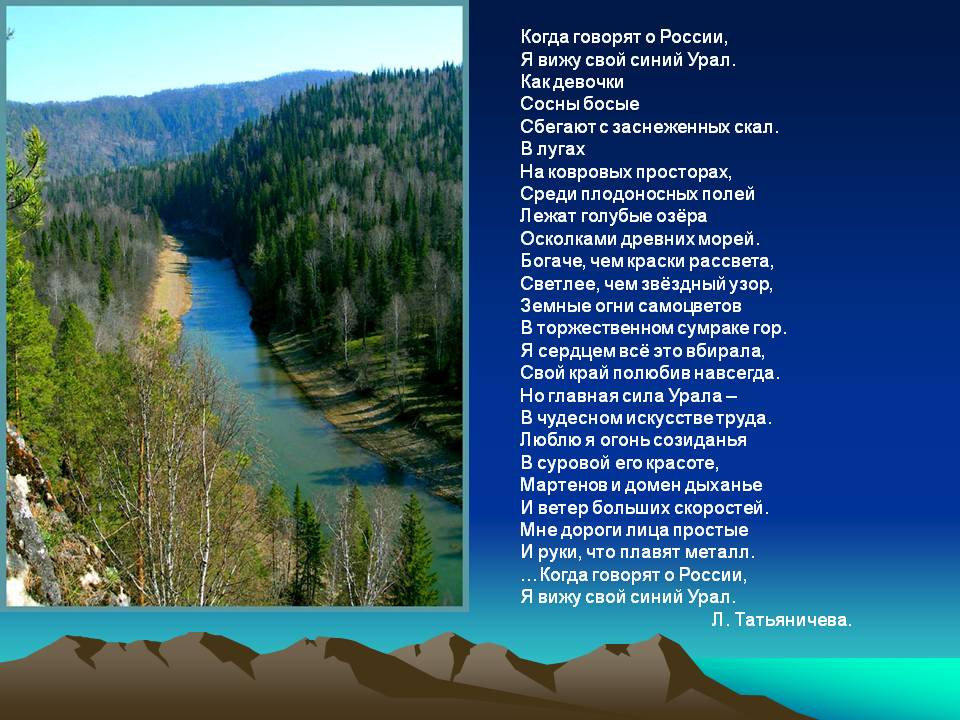 Когда говорят о России,
Я вижу свой синий Урал.
Как девочки
Сосны босые
Сбегают с заснеженных скал.
В лугах
На ковровых просторах,
Среди плодоносных полей
Лежат голубые озёра
Осколками древних морей.
Богаче, чем краски рассвета,
Светлее, чем звёздный узор,
Земные огни самоцветов
В торжественном сумраке гор.
Я сердцем всё это вбирала,
Свой край полюбив навсегда.
Но главная сила Урала –
В чудесном искусстве труда.
Люблю я огонь созиданья
В суровой его красоте,
Мартенов и домен дыханье
И ветер больших скоростей.
Мне дороги лица простые
И руки, что плавят металл.
…Когда говорят о России,
Я вижу свой синий Урал.
Л. Татьяничева.